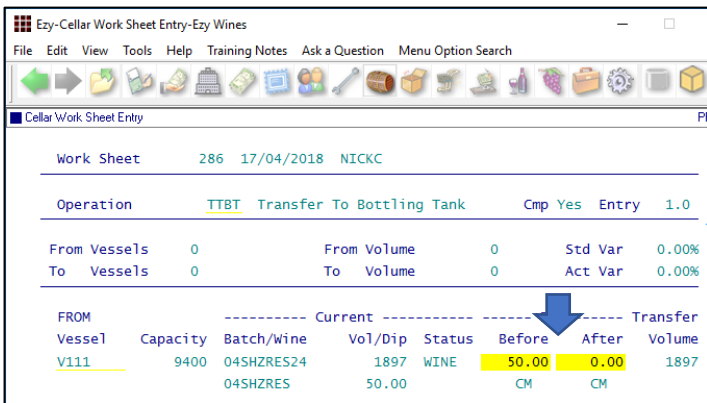 Ezy-Cellar Work Sheet Entry-Ezy Wines
File Edit View Tools Help Training Notes Ask a Question Menu Option Search
Cellar Work Sheet Entry
Work Sheet 286 17/04/2018 NICKC
Operation TTBT Transfer To Bottling Tank Cmp Yes Entry 1.0
From Vessels 0 From Volume 0 Std Var 0.00%
To Vessels 0 To Volume 0 Act Var 0.00%
FROM ---------- Current ----------- ------ ------ Transfer
Vessel Capacity Batch/Wine Vol/Dip Status Before After Volume
V111 9400 04SHZRES24 1897 WINE 50.00 0.00 1897
04SHZRES 50.00 CM CM